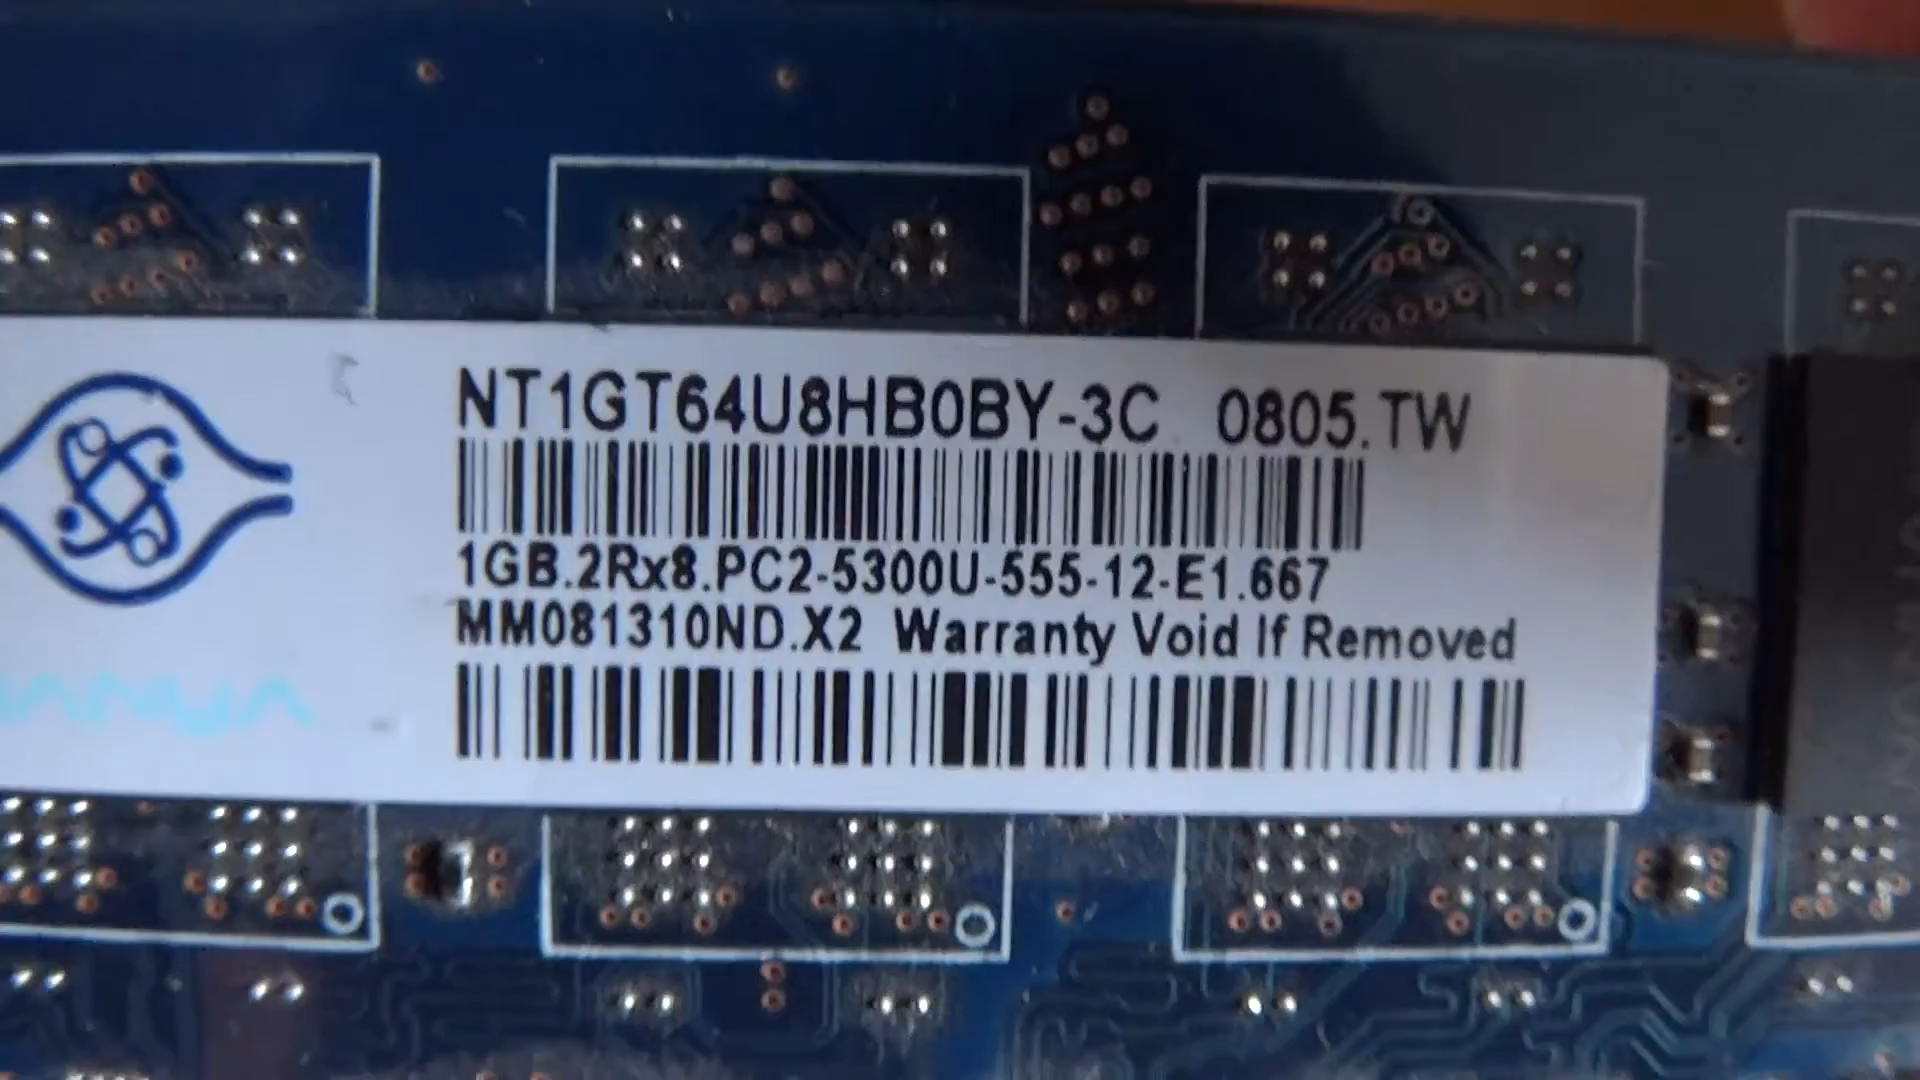 NT1GT64U8HB0BY-3C 0805.TW
1GB.2Rx8.PC2-5300U-555-12-E1.667
MM081310ND.X2 Warranty Void If Removed